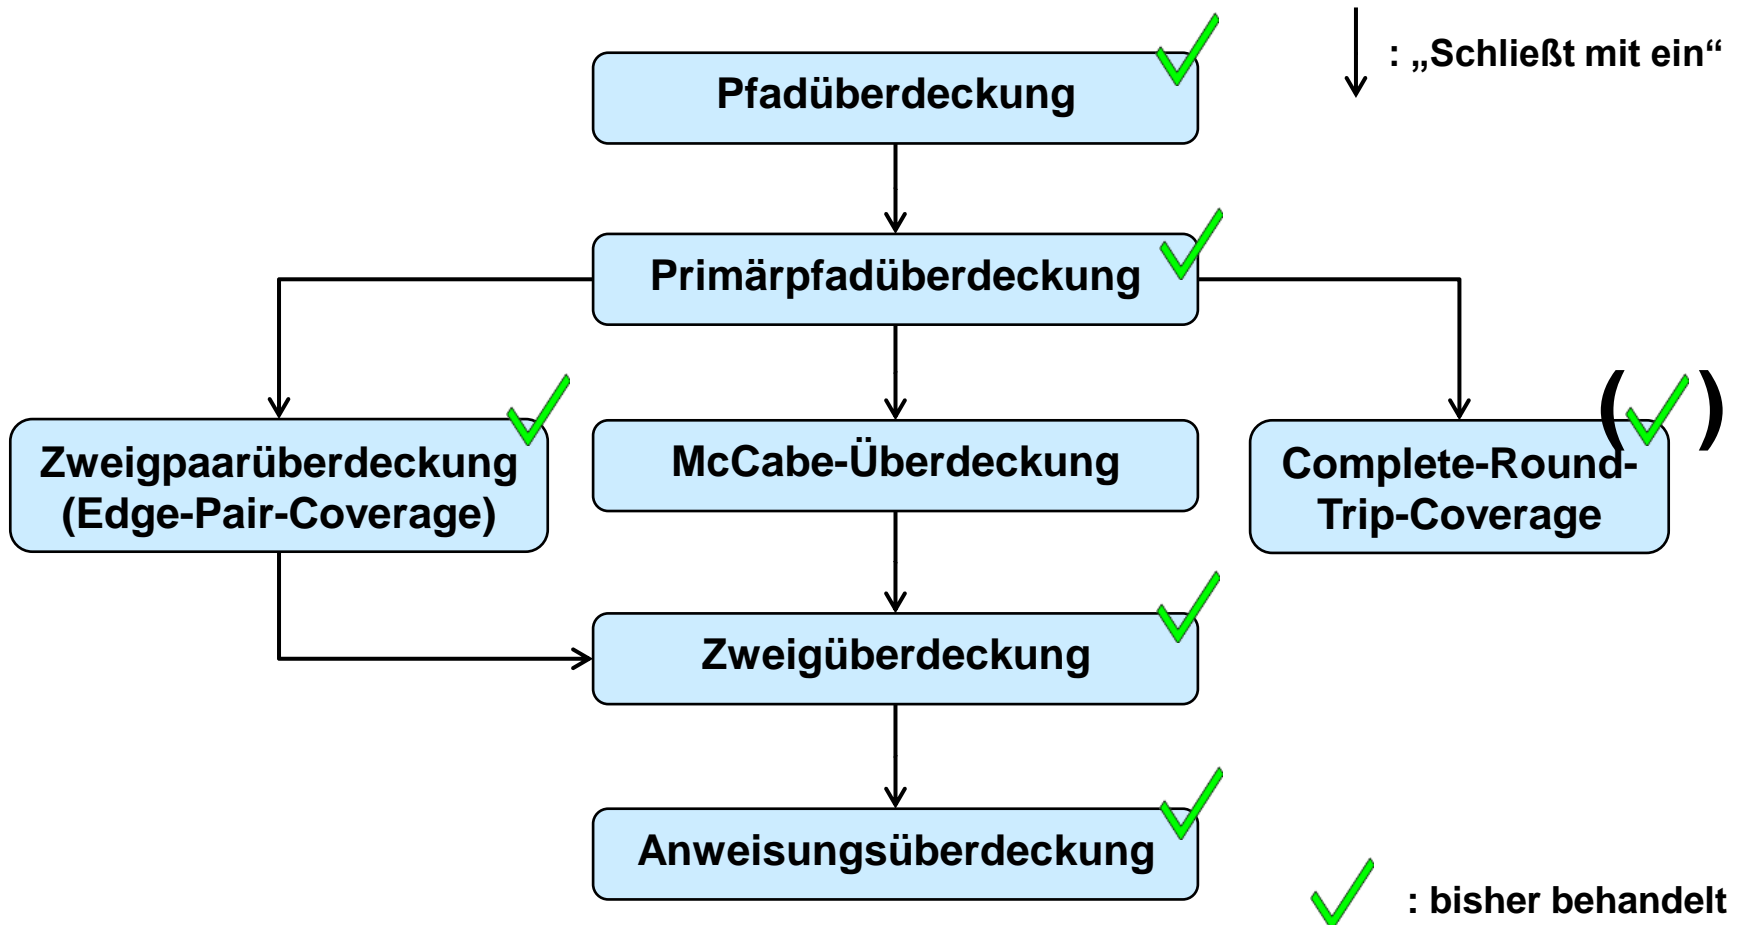 : „Schließt mit ein“
Pfadüberdeckung
Primärpfadüberdeckung
Zweigpaarüberdeckung
(Edge-Pair-Coverage)
McCabe-Überdeckung
( )
Complete-Round-
Trip-Coverage
Zweigüberdeckung
Anweisungsüberdeckung
: bisher behandelt